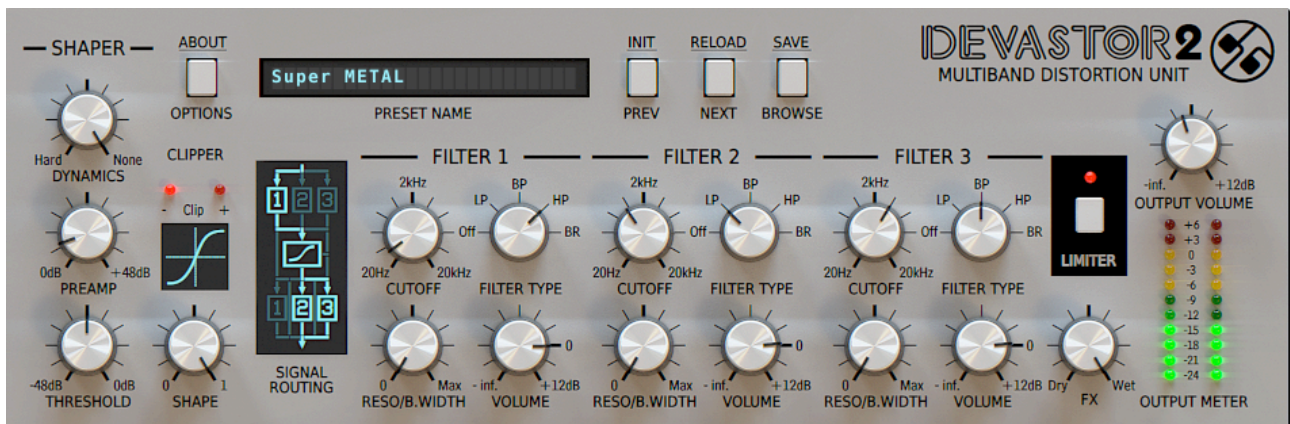 SHAPER
ABOUT
OPTIONS
Super METAL
PRESET NAME
INIT
PREV
RELOAD
NEXT
SAVE
BROWSE
DEVASTOR2
MULTIBAND DISTORTION UNIT
Hard
None
DYNAMICS
CLIPPER
- Clip +
0dB
+48dB
PREAMP
-48dB
0dB
THRESHOLD
0
1
SHAPE
1 2 3
1 2 3
SIGNAL
ROUTING
FILTER 1
2kHz
20Hz
20kHz
CUTOFF
Off
LP
BP
HP
BR
FILTER TYPE
0
Max
RESO/B.WIDTH
0
- inf.
+12dB
VOLUME
FILTER 2
2kHz
20Hz
20kHz
CUTOFF
Off
LP
BP
HP
BR
FILTER TYPE
0
Max
RESO/B.WIDTH
0
- inf.
+12dB
VOLUME
FILTER 3
2kHz
20Hz
20kHz
CUTOFF
Off
LP
BP
HP
BR
FILTER TYPE
0
Max
RESO/B.WIDTH
0
- inf.
+12dB
VOLUME
LIMITER
Dry
Wet
FX
-inf.
+12dB
OUTPUT VOLUME
+6
+3
0
-3
-6
-9
-12
-15
-18
-21
-24
OUTPUT METER